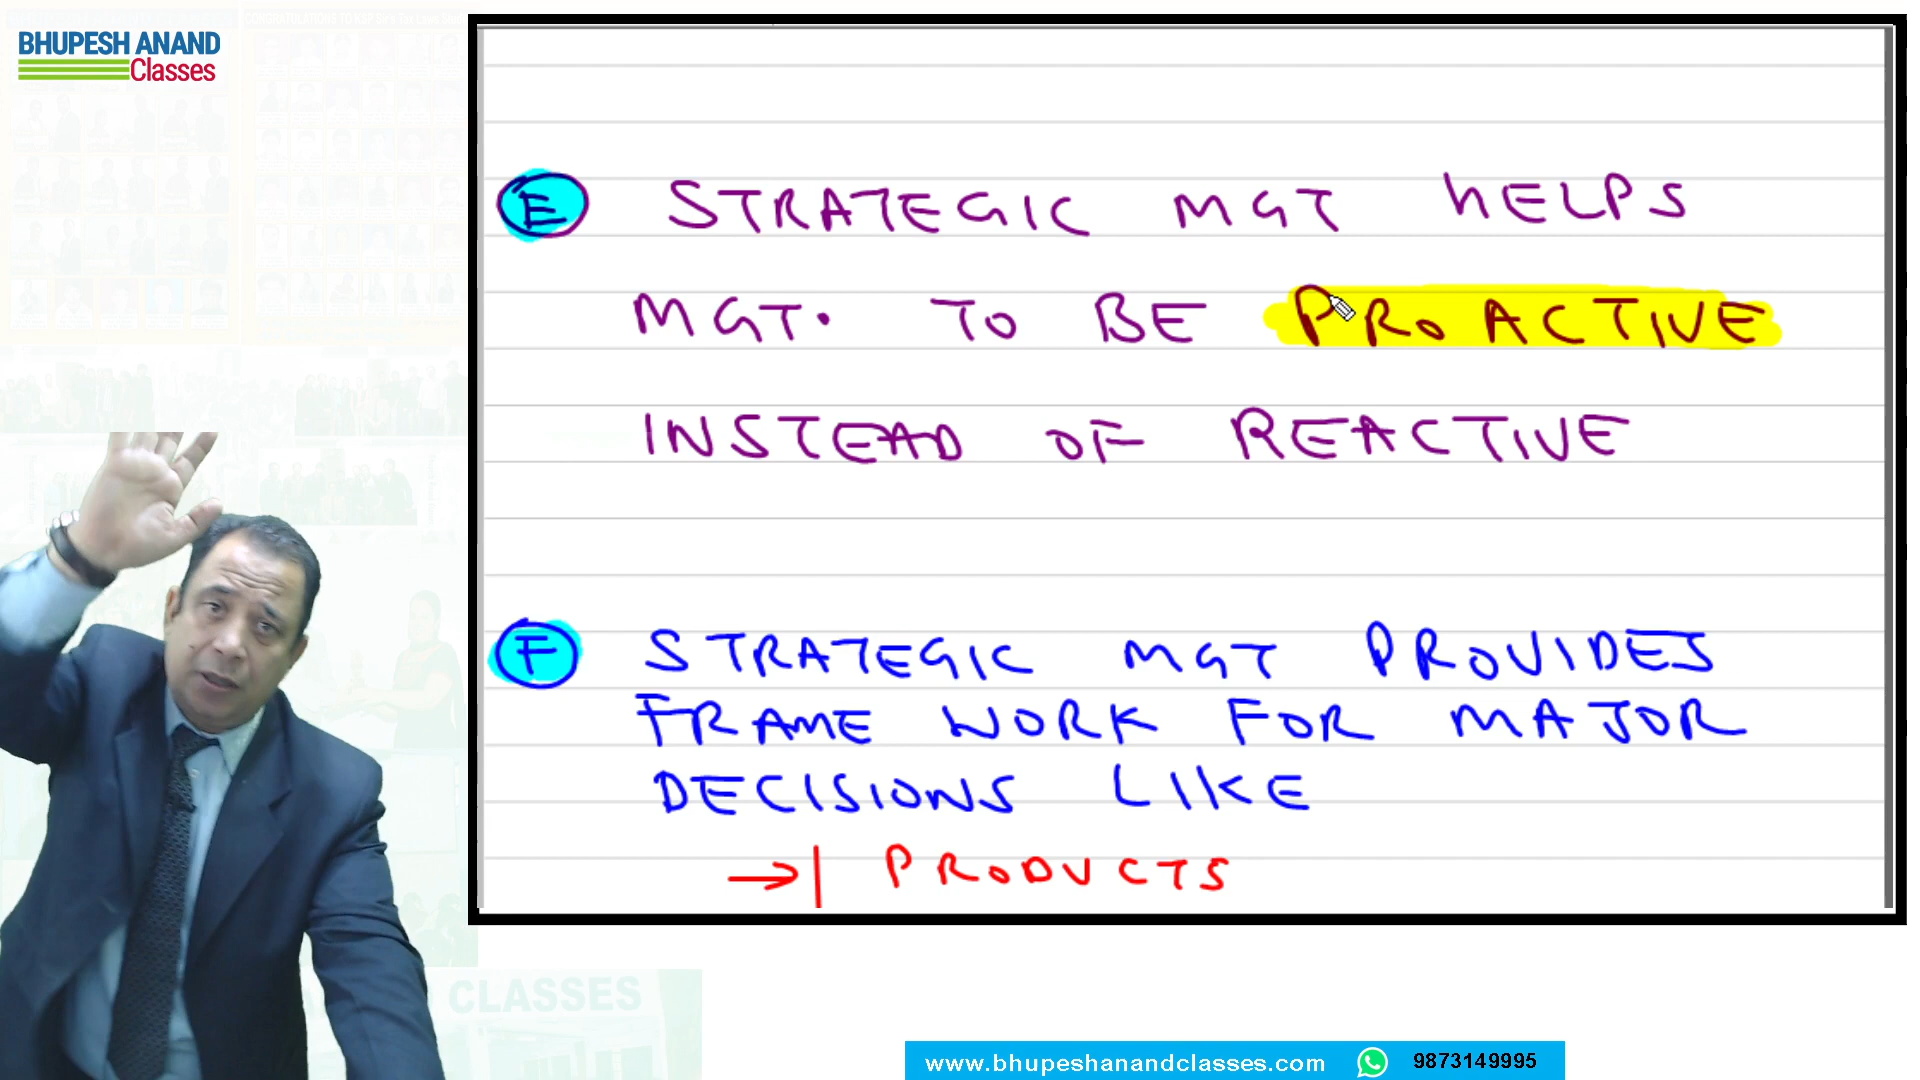 BHUPESH ANAND
Classes
E STRATEGIC MGT HELPS
MGT. TO BE PROACTIVE
INSTEAD OF REACTIVE
F STRATEGIC MGT PROVIDES
FRAME WORK FOR MAJOR
DECISIONS LIKE
→| PRODUCTS
CLASSES
www.bhupeshanandclasses.com 9873149995